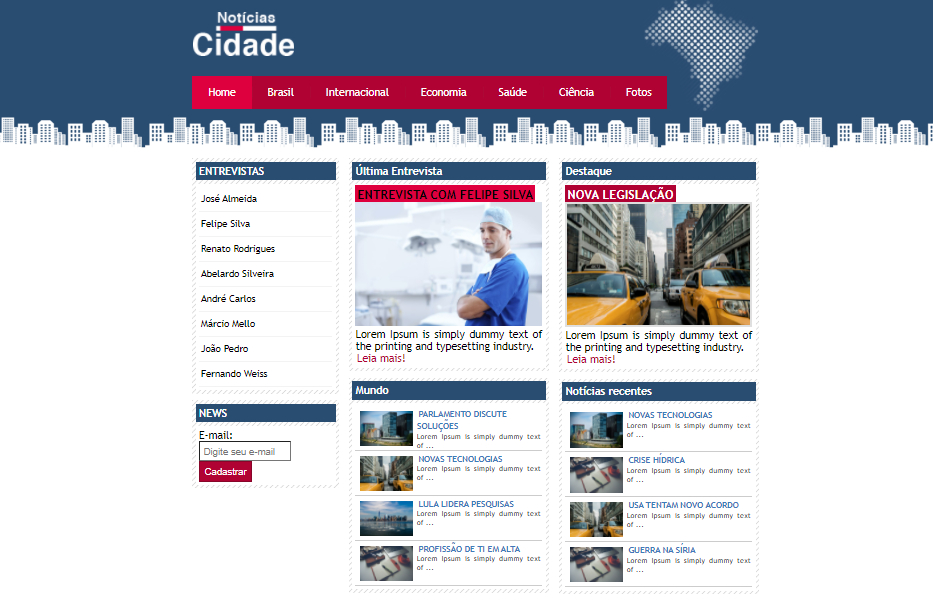 Notícias
Cidade
Home Brasil Internacional Economia Saúde Ciência Fotos
ENTREVISTAS
José Almeida
Felipe Silva
Renato Rodrigues
Abelardo Silveira
André Carlos
Márcio Mello
João Pedro
Fernando Weiss
NEWS
E-mail:
Digite seu e-mail
Cadastrar
Última Entrevista
ENTREVISTA COM FELIPE SILVA
Lorem Ipsum is simply dummy text of
the printing and typesetting industry.
Leia mais!
Mundo
PARLAMENTO DISCUTE
SOLUÇÕES
Lorem Ipsum is simply dummy text
of ...
NOVAS TECNOLOGIAS
Lorem Ipsum is simply dummy text
of ...
LULA LIDERA PESQUISAS
Lorem Ipsum is simply dummy text
of ...
PROFISSÃO DE TI EM ALTA
Lorem Ipsum is simply dummy text
of ...
Destaque
NOVA LEGISLAÇÃO
Lorem Ipsum is simply dummy text of
the printing and typesetting industry.
Leia mais!
Notícias recentes
NOVAS TECNOLOGIAS
Lorem Ipsum is simply dummy text
of ...
CRISE HÍDRICA
Lorem Ipsum is simply dummy text
of ...
USA TENTAM NOVO ACORDO
Lorem Ipsum is simply dummy text
of ...
GUERRA NA SÍRIA
Lorem Ipsum is simply dummy text
of ...